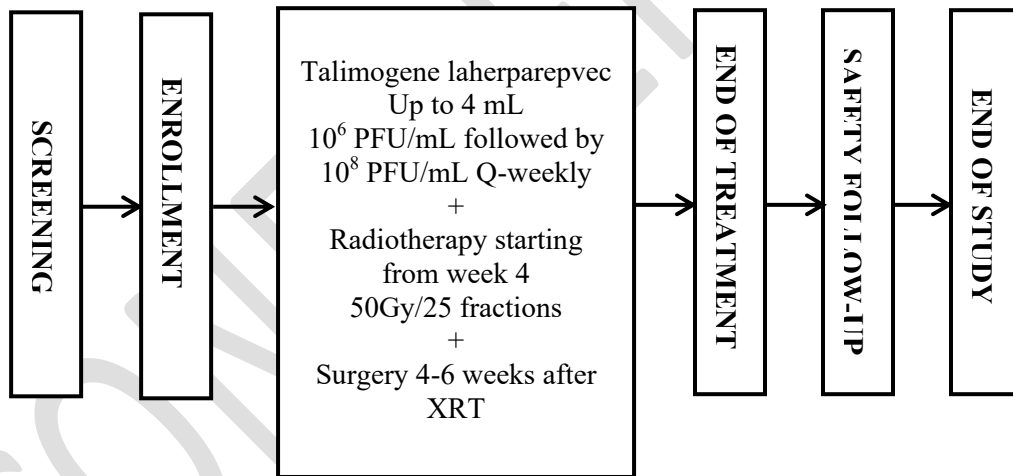 SCREENING
ENROLLMENT
Talimogene laherparepvec
Up to 4 mL
10⁶ PFU/mL followed by
10⁸ PFU/mL Q-weekly
+
Radiotherapy starting
from week 4
50Gy/25 fractions
+
Surgery 4-6 weeks after
XRT
END OF TREATMENT
SAFETY FOLLOW-UP
END OF STUDY